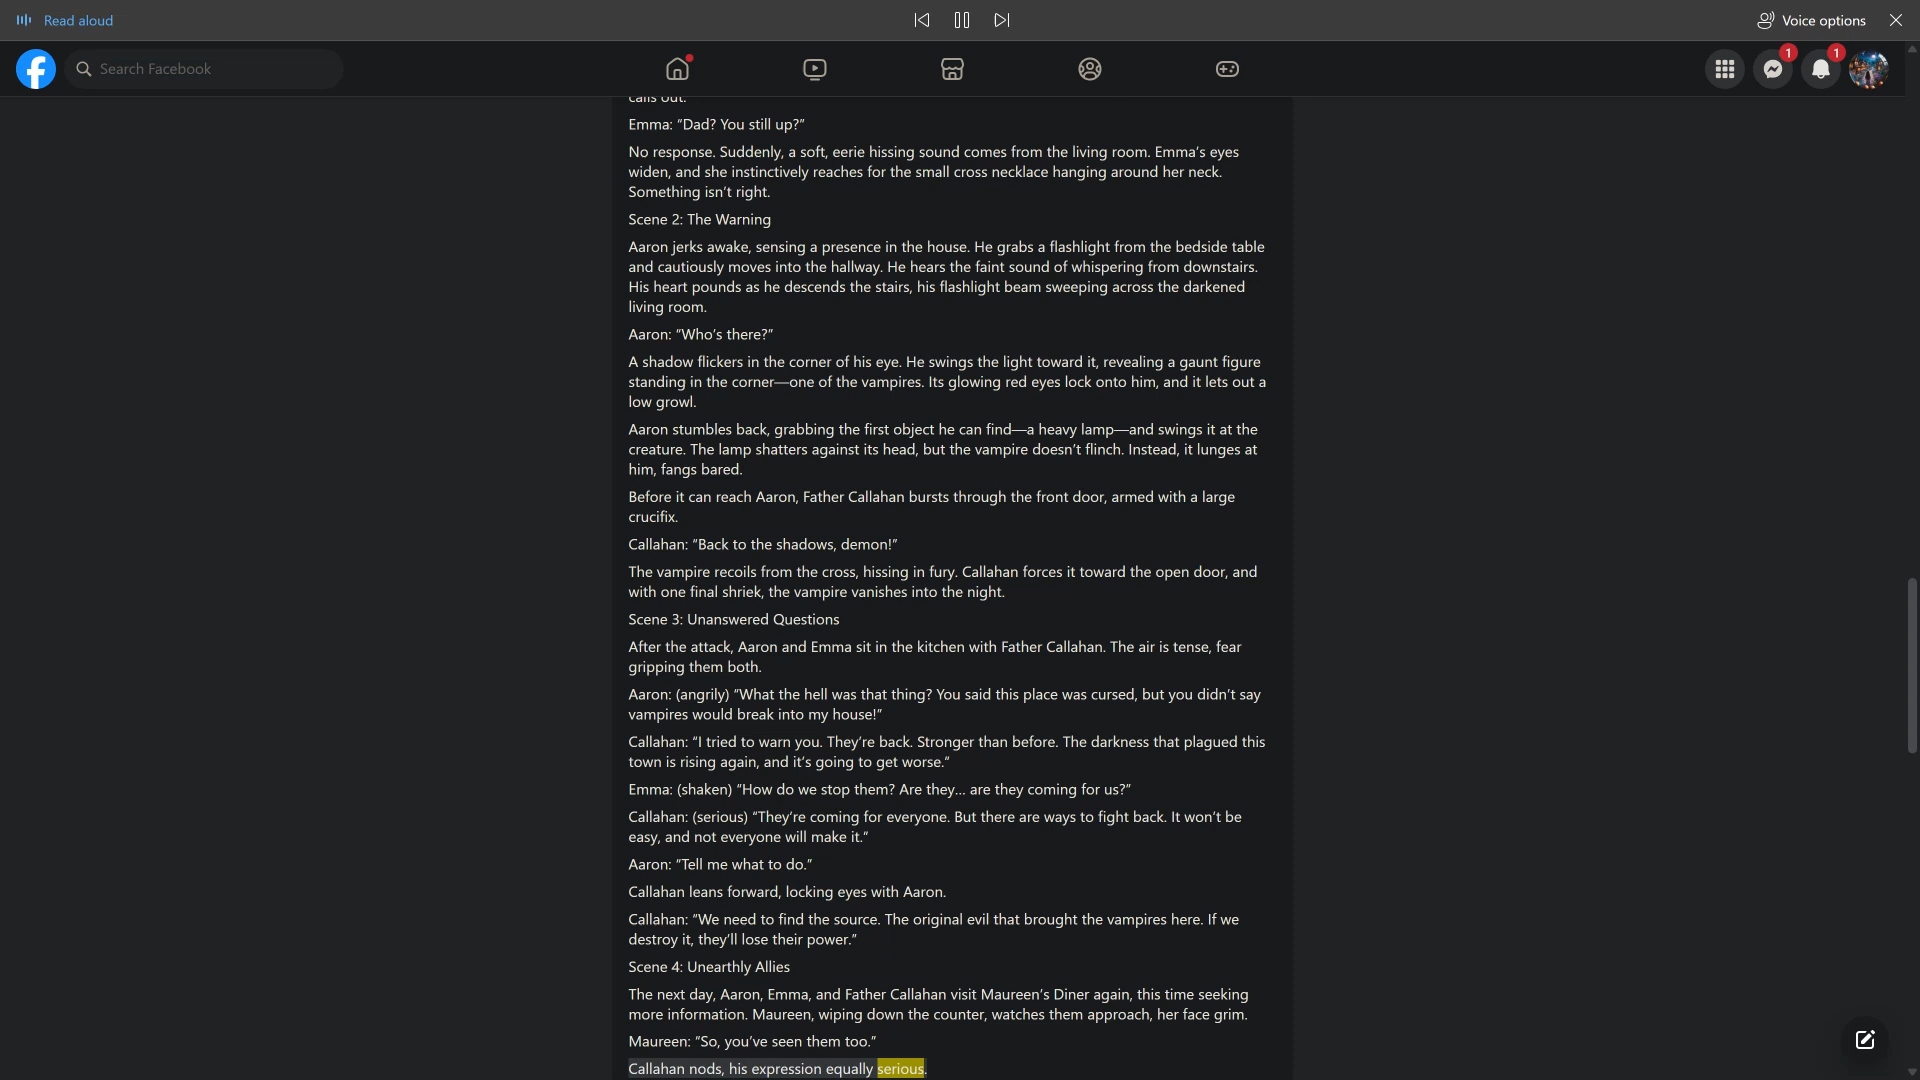 Read aloud
Voice options
Search Facebook
1
1
calls out.
Emma: “Dad? You still up?”
No response. Suddenly, a soft, eerie hissing sound comes from the living room. Emma’s eyes
widen, and she instinctively reaches for the small cross necklace hanging around her neck.
Something isn’t right.
Scene 2: The Warning
Aaron jerks awake, sensing a presence in the house. He grabs a flashlight from the bedside table
and cautiously moves into the hallway. He hears the faint sound of whispering from downstairs.
His heart pounds as he descends the stairs, his flashlight beam sweeping across the darkened
living room.
Aaron: “Who’s there?”
A shadow flickers in the corner of his eye. He swings the light toward it, revealing a gaunt figure
standing in the corner—one of the vampires. Its glowing red eyes lock onto him, and it lets out a
low growl.
Aaron stumbles back, grabbing the first object he can find—a heavy lamp—and swings it at the
creature. The lamp shatters against its head, but the vampire doesn’t flinch. Instead, it lunges at
him, fangs bared.
Before it can reach Aaron, Father Callahan bursts through the front door, armed with a large
crucifix.
Callahan: “Back to the shadows, demon!”
The vampire recoils from the cross, hissing in fury. Callahan forces it toward the open door, and
with one final shriek, the vampire vanishes into the night.
Scene 3: Unanswered Questions
After the attack, Aaron and Emma sit in the kitchen with Father Callahan. The air is tense, fear
gripping them both.
Aaron: (angrily) “What the hell was that thing? You said this place was cursed, but you didn’t say
vampires would break into my house!”
Callahan: “I tried to warn you. They’re back. Stronger than before. The darkness that plagued this
town is rising again, and it’s going to get worse.”
Emma: (shaken) “How do we stop them? Are they... are they coming for us?”
Callahan: (serious) “They’re coming for everyone. But there are ways to fight back. It won’t be
easy, and not everyone will make it.”
Aaron: “Tell me what to do.”
Callahan leans forward, locking eyes with Aaron.
Callahan: “We need to find the source. The original evil that brought the vampires here. If we
destroy it, they’ll lose their power.”
Scene 4: Unearthly Allies
The next day, Aaron, Emma, and Father Callahan visit Maureen’s Diner again, this time seeking
more information. Maureen, wiping down the counter, watches them approach, her face grim.
Maureen: “So, you’ve seen them too.”
Callahan nods, his expression equally serious.